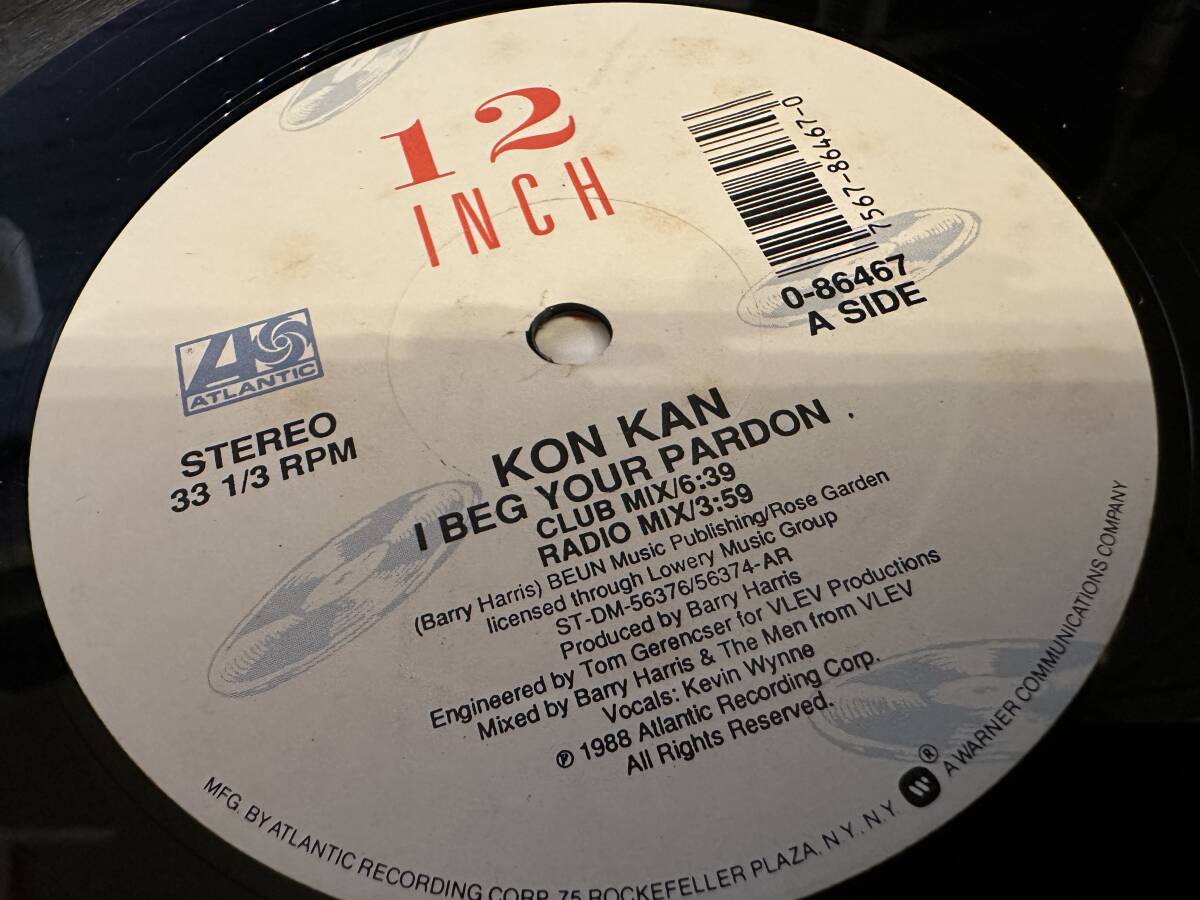 12
INCH
7567-86467-0
0-86467
A SIDE
ATLANTIC
STEREO
33 1/3 RPM
KON KAN
I BEG YOUR PARDON
CLUB MIX/6:39
RADIO MIX/3:59
(Barry Harris) BEUN Music Publishing/Rose Garden
licensed through Lowery Music Group
ST-DM-56376/56374-AR
Produced by Barry Harris
Engineered by Tom Gerencser for VLEV Productions
Mixed by Barry Harris & The Men from VLEV
Vocals: Kevin Wynne
℗ 1988 Atlantic Recording Corp.
All Rights Reserved.
MFG. BY ATLANTIC RECORDING CORP. 75 ROCKEFELLER PLAZA, N.Y., N.Y. ® A WARNER COMMUNICATIONS COMPANY